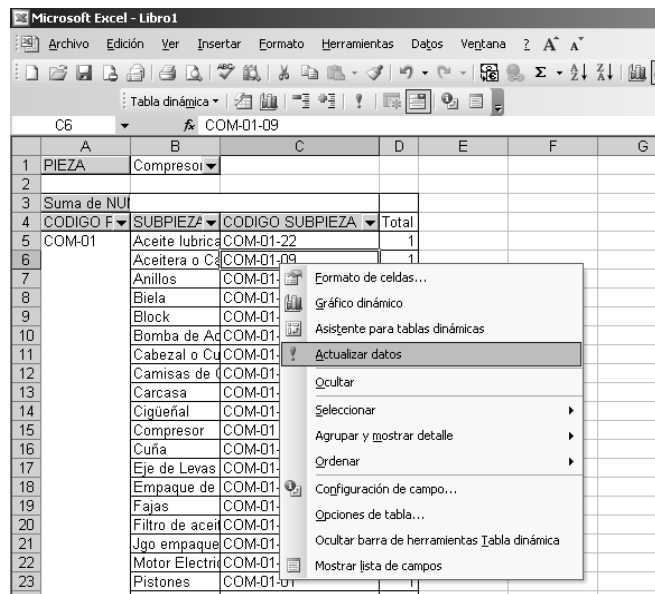 Microsoft Excel - Libro1
Archivo Edición Ver Insertar Formato Herramientas Datos Ventana ?
Tabla dinámica
C6 fx COM-01-09
A B C D E F G
1 PIEZA Compresor
2
3 Suma de NU
4 CODIGO F SUBPIEZA CODIGO SUBPIEZA Total
5 COM-01 Aceite lubrica COM-01-22 1
6 Aceitera o Ca COM-01-09 1
7 Anillos COM-01-
8 Biela COM-01-
9 Block COM-01-
10 Bomba de Ac COM-01-
11 Cabezal o Cu COM-01-
12 Camisas de COM-01-
13 Carcasa COM-01-
14 Cigüeñal COM-01-
15 Compresor COM-01
16 Cuña COM-01-
17 Eje de Levas COM-01-
18 Empaque de COM-01-
19 Fajas COM-01-
20 Filtro de aceit COM-01-
21 Jgo empaque COM-01-
22 Motor Electri COM-01-
23 Pistones COM-01-01 1
Formato de celdas...
Gráfico dinámico
Asistente para tablas dinámicas
Actualizar datos
Ocultar
Seleccionar
Agrupar y mostrar detalle
Ordenar
Configuración de campo...
Opciones de tabla...
Ocultar barra de herramientas Tabla dinámica
Mostrar lista de campos